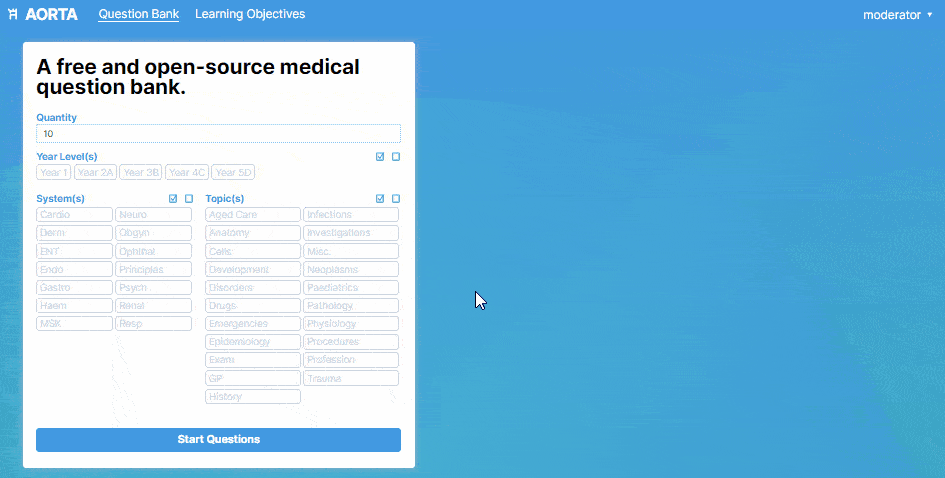 AORTA Question Bank Learning Objectives moderator
A free and open-source medical
question bank.
Quantity
10
Year Level(s)
Year 1 Year 2A Year 3B Year 4C Year 5D
System(s) Topic(s)
Cardio Neuro Aged Care Infections
Derm Obgyn Anatomy Investigations
ENT Ophthal Cells Misc.
Endo Principles Development Neoplasms
Gastro Psych Disorders Paediatrics
Haem Renal Drugs Pathology
MSK Resp Emergencies Physiology
Epidemiology Procedures
Exam Profession
GP Trauma
History
Start Questions